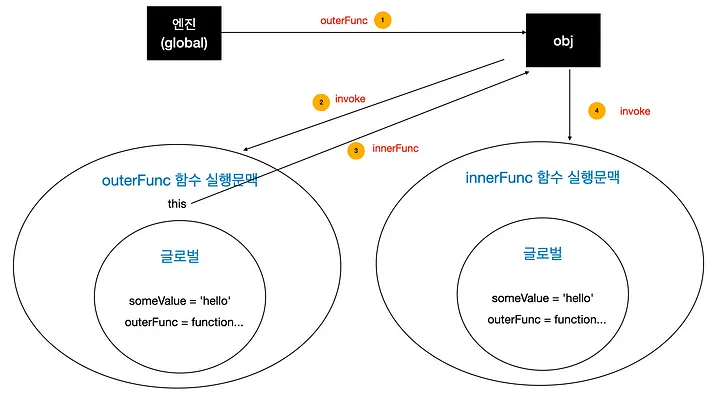 엔진
(global)
outerFunc 1
obj
2 invoke
3 innerFunc
4 invoke
outerFunc 함수 실행문맥
this
글로벌
someValue = 'hello'
outerFunc = function...
innerFunc 함수 실행문맥
글로벌
someValue = 'hello'
outerFunc = function...